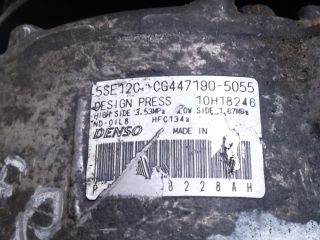 5SE12C CG447190-5055
DESIGN PRESS 10H18246
HIGH SIDE 3.53MPa LOW SIDE 1.67MPa
ND-OIL8 HFC134a
DENSO MADE IN
P 0228AH